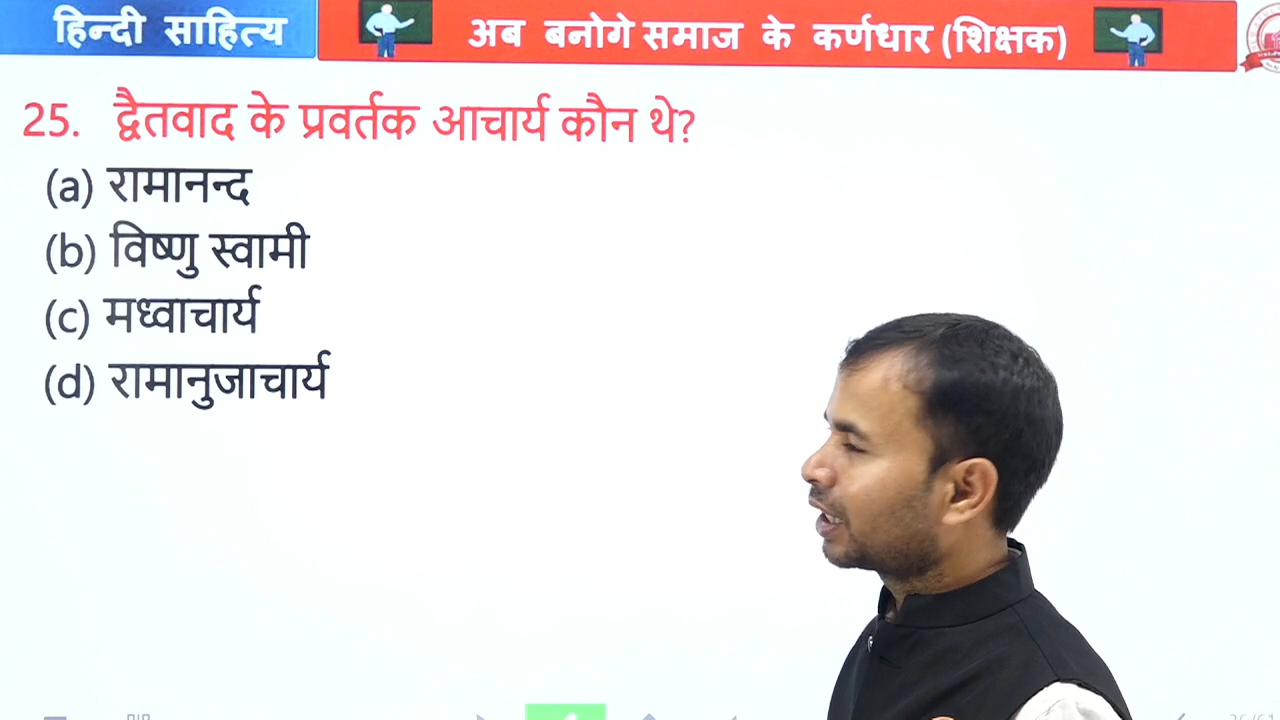 हिन्दी साहित्य
अब बनोगे समाज के कर्णधार (शिक्षक)
25. द्वैतवाद के प्रवर्तक आचार्य कौन थे?
(a) रामानन्द
(b) विष्णु स्वामी
(c) मध्वाचार्य
(d) रामानुजाचार्य